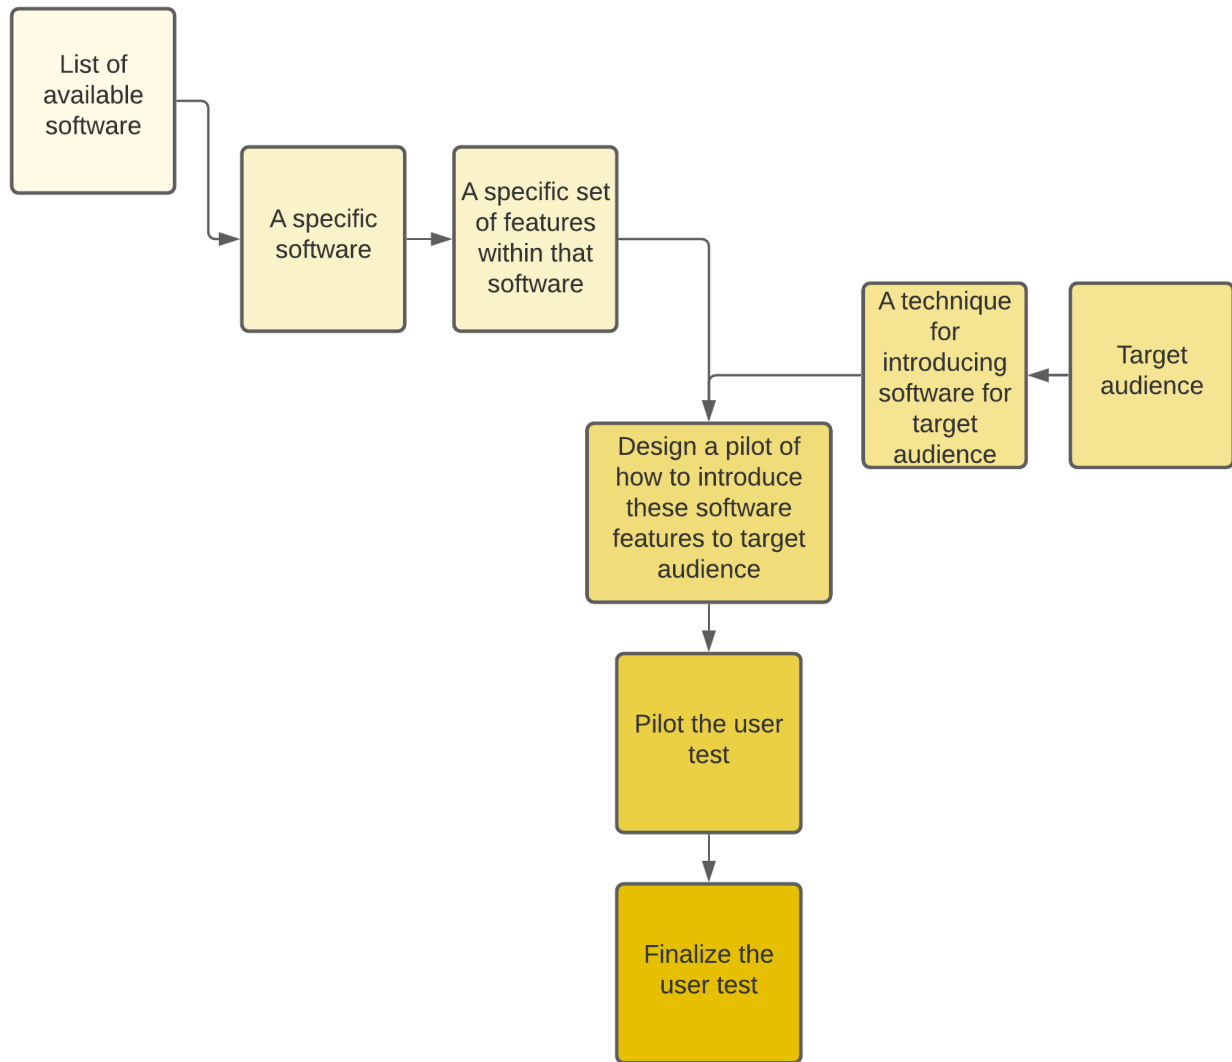 List of
available
software
A specific
software
A specific set
of features
within that
software
A technique
for
introducing
software for
target
audience
Target
audience
Design a pilot of
how to introduce
these software
features to target
audience
Pilot the user
test
Finalize the
user test